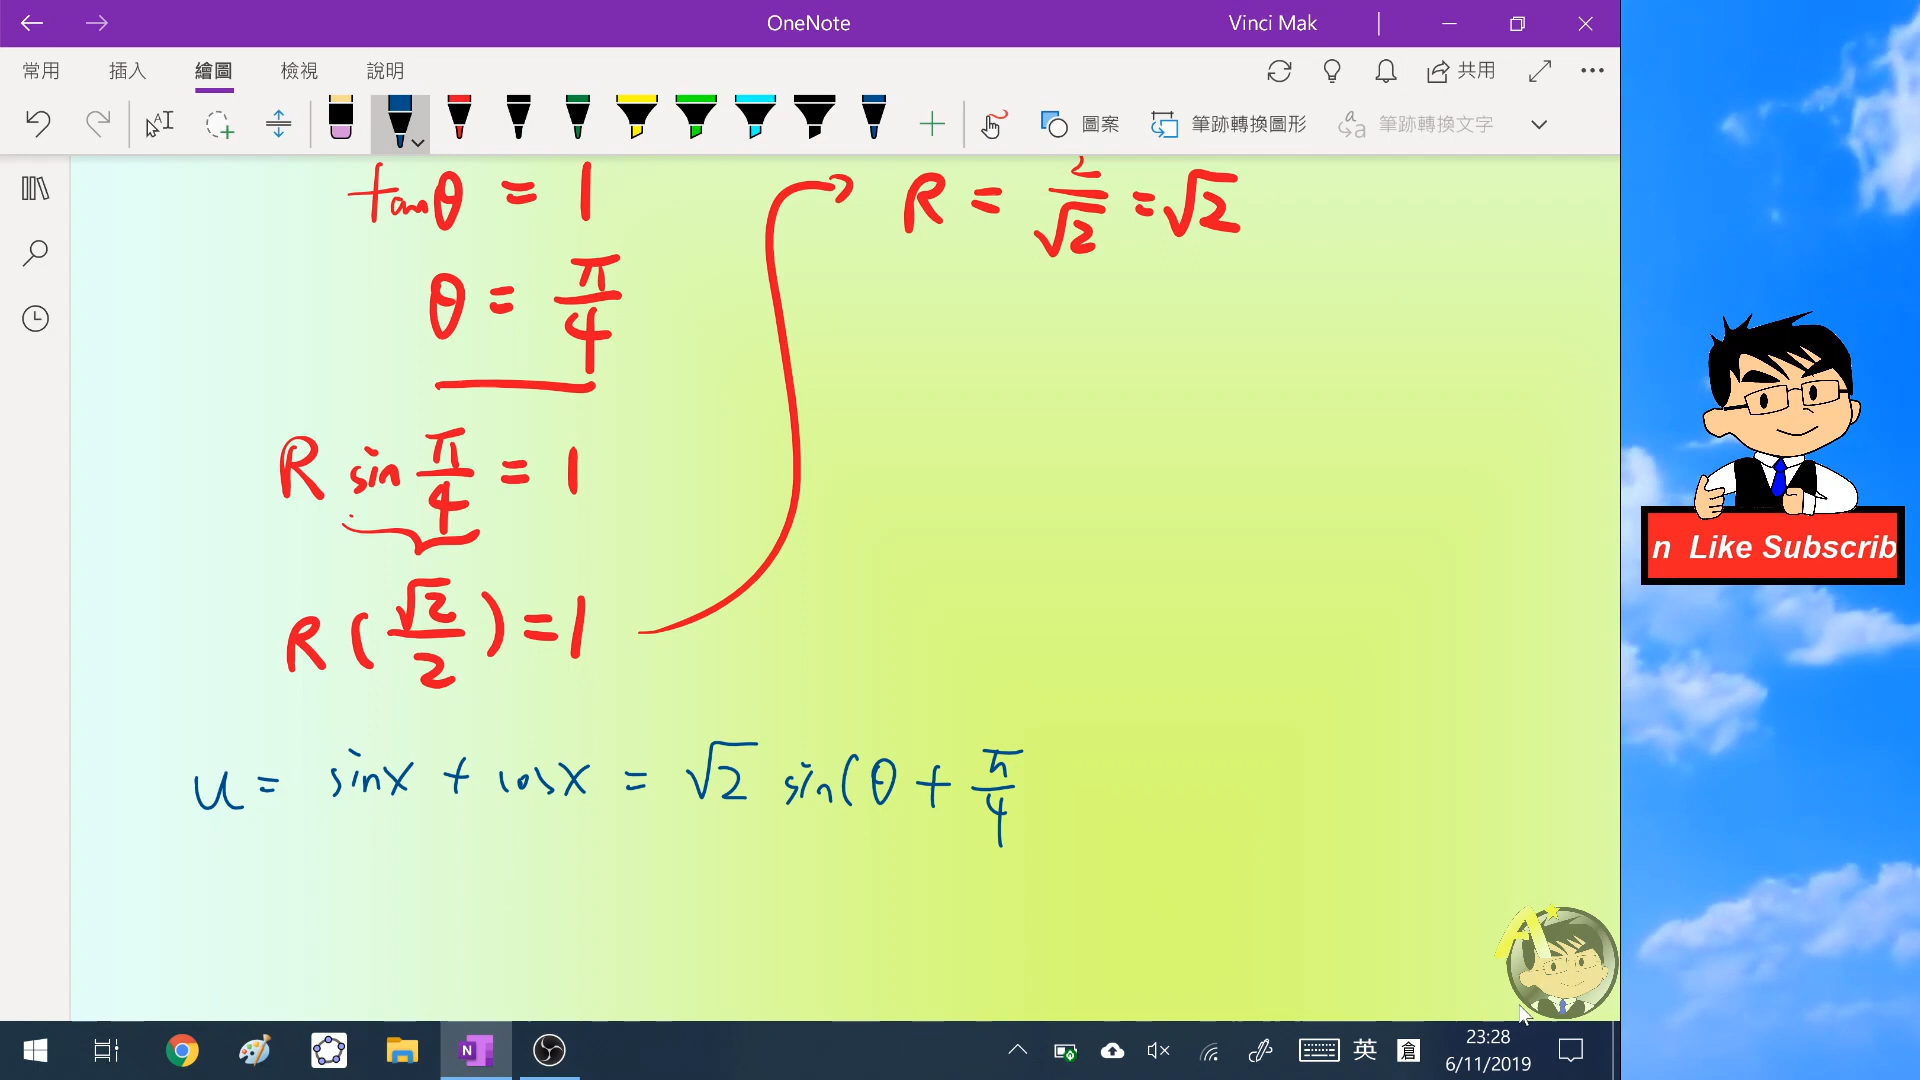 OneNote
Vinci Mak
常用 插入 繪圖 檢視 說明
共用
圖案 筆跡轉換圖形 筆跡轉換文字
tanθ = 1
θ = π/4
R sin π/4 = 1
R(√2/2) = 1
R = 2/√2 = √2
u = sinx + cosx = √2 sin(θ + π/4
n Like Subscrib
A
英 倉
23:28
6/11/2019